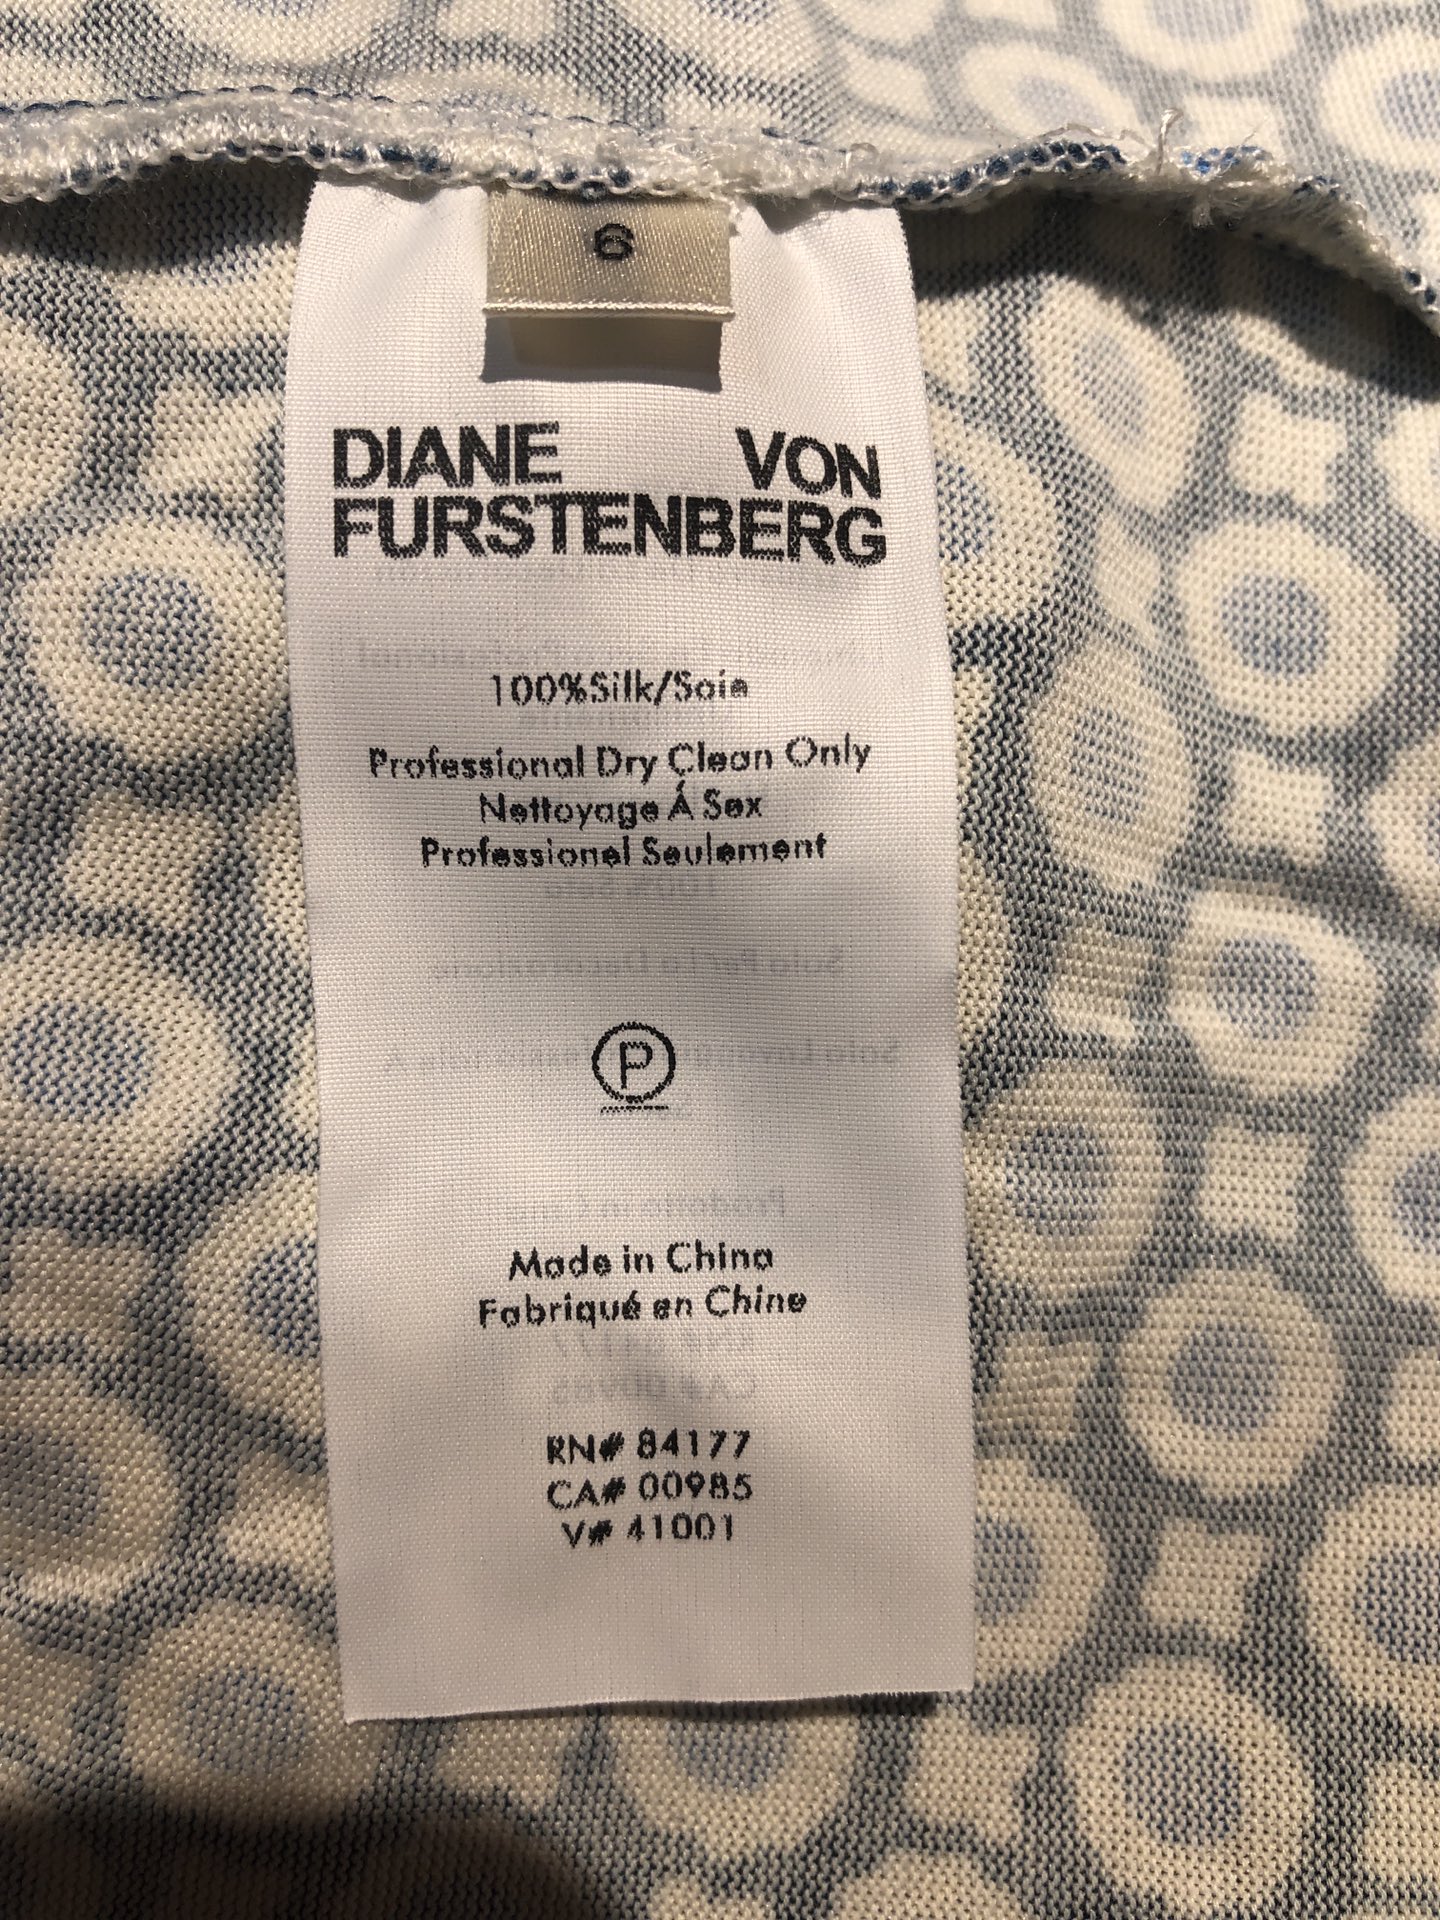 6
DIANE VON
FURSTENBERG
100%Silk/Soie
Professional Dry Clean Only
Nettoyage Á Sex
Professionel Seulement
P
Made in China
Fabriqué en Chine
RN# 84177
CA# 00985
V# 41001